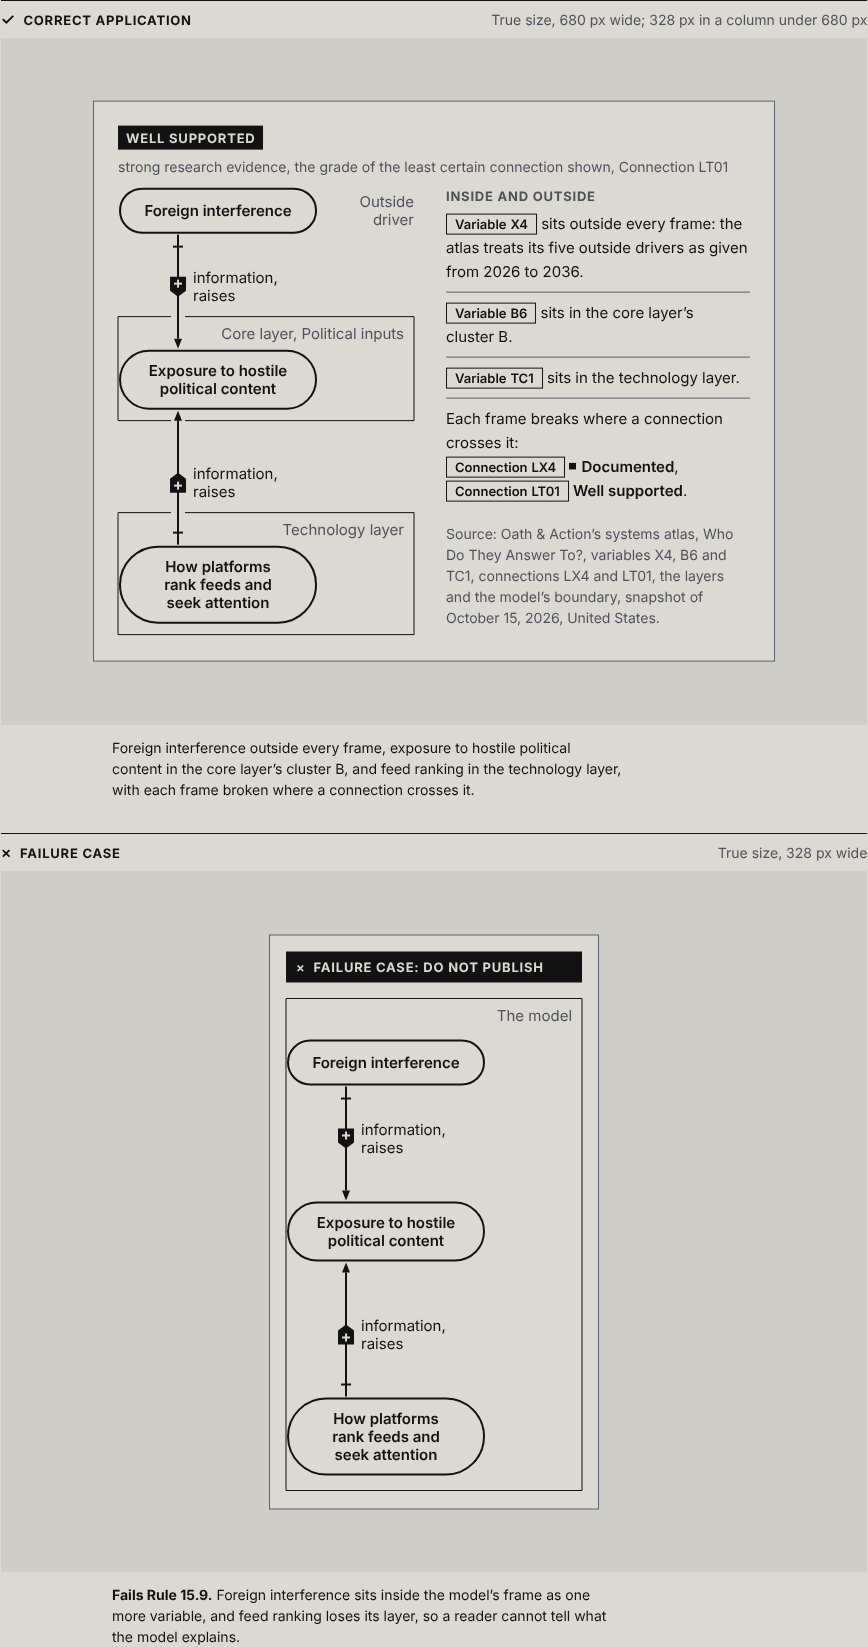 ✓ CORRECT APPLICATION
True size, 680 px wide; 328 px in a column under 680 px
WELL SUPPORTED
strong research evidence, the grade of the least certain connection shown, Connection LT01
Foreign interference
Outside
driver
information,
raises
Core layer, Political inputs
Exposure to hostile
political content
information,
raises
Technology layer
How platforms
rank feeds and
seek attention
INSIDE AND OUTSIDE
Variable X4 sits outside every frame: the
atlas treats its five outside drivers as given
from 2026 to 2036.
Variable B6 sits in the core layer’s
cluster B.
Variable TC1 sits in the technology layer.
Each frame breaks where a connection
crosses it:
Connection LX4 ■ Documented,
Connection LT01 Well supported.
Source: Oath & Action’s systems atlas, Who
Do They Answer To?, variables X4, B6 and
TC1, connections LX4 and LT01, the layers
and the model’s boundary, snapshot of
October 15, 2026, United States.
Foreign interference outside every frame, exposure to hostile political
content in the core layer’s cluster B, and feed ranking in the technology layer,
with each frame broken where a connection crosses it.
× FAILURE CASE
True size, 328 px wide
× FAILURE CASE: DO NOT PUBLISH
The model
Foreign interference
information,
raises
Exposure to hostile
political content
information,
raises
How platforms
rank feeds and
seek attention
Fails Rule 15.9. Foreign interference sits inside the model’s frame as one
more variable, and feed ranking loses its layer, so a reader cannot tell what
the model explains.